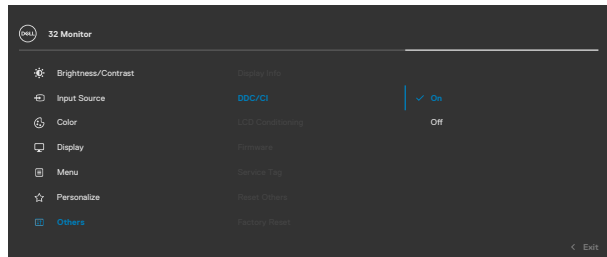 DELL
32 Monitor
Brightness/Contrast
Display Info
Input Source
DDC/CI
On
Color
LCD Conditioning
Off
Display
Firmware
Menu
Service Tag
Personalize
Reset Others
Others
Factory Reset
Exit